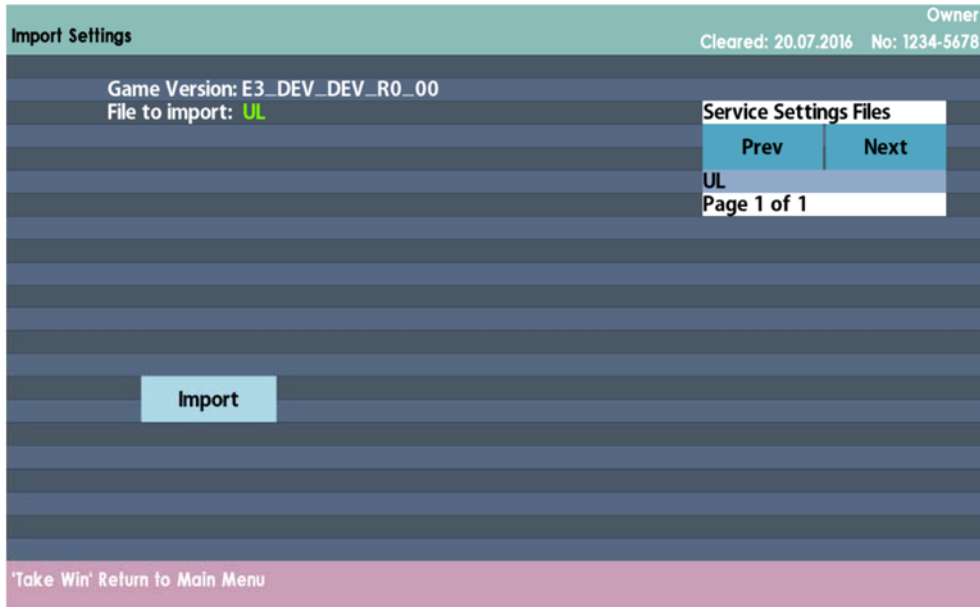 Owner
Import Settings
Cleared: 20.07.2016 No: 1234-5678
Game Version: E3_DEV_DEV_R0_00
File to import: UL
Service Settings Files
Prev Next
UL
Page 1 of 1
Import
'Take Win' Return to Main Menu